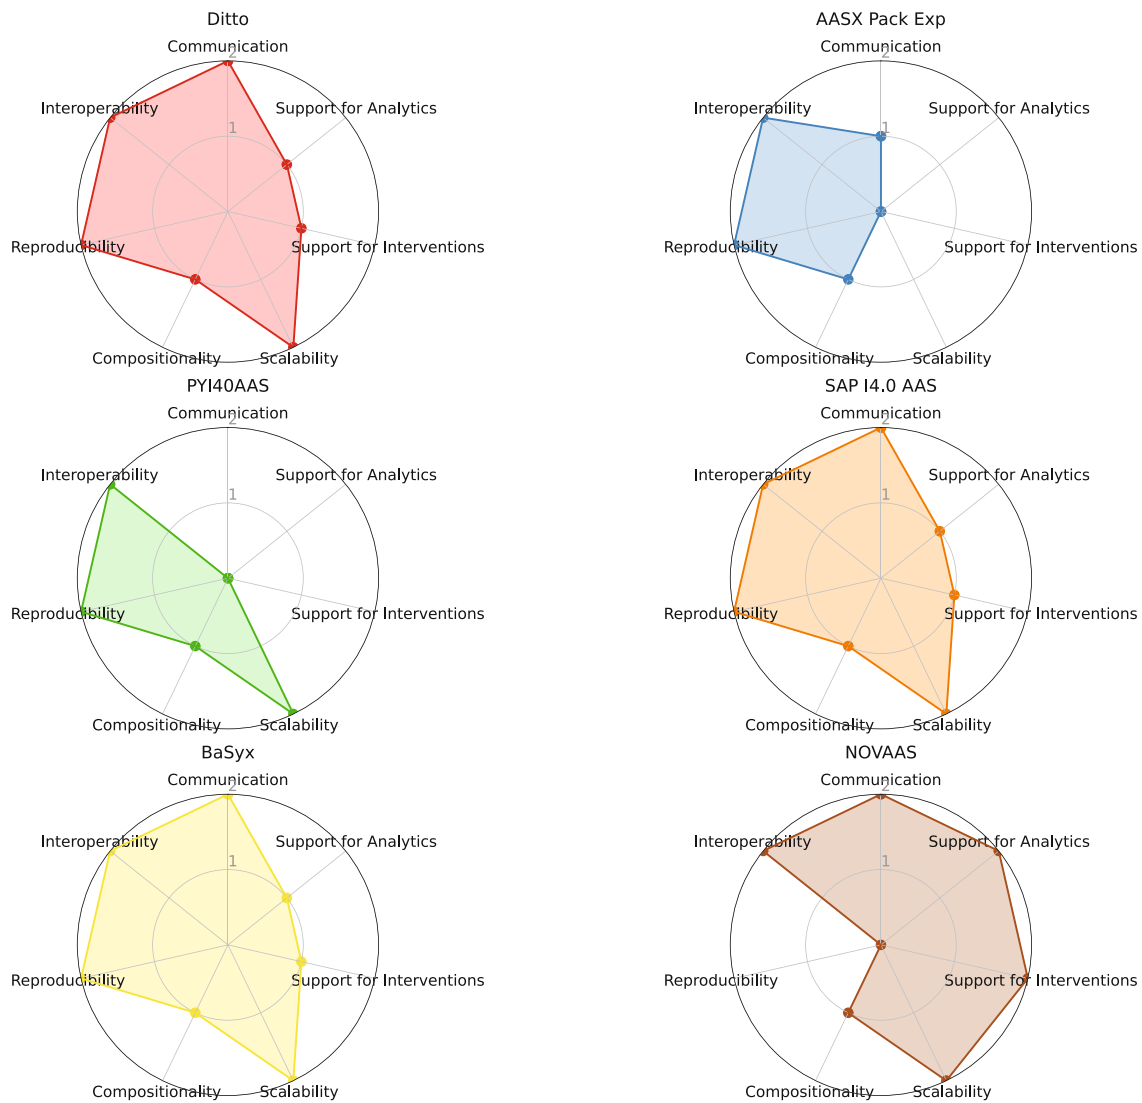 Ditto
Communication
2
Interoperability
Support for Analytics
1
Reproducibility
Support for Interventions
Compositionality
Scalability
AASX Pack Exp
Communication
2
Interoperability
Support for Analytics
1
Reproducibility
Support for Interventions
Compositionality
Scalability
PYI40AAS
Communication
2
Interoperability
Support for Analytics
1
Reproducibility
Support for Interventions
Compositionality
Scalability
SAP I4.0 AAS
Communication
2
Interoperability
Support for Analytics
1
Reproducibility
Support for Interventions
Compositionality
Scalability
BaSyx
Communication
2
Interoperability
Support for Analytics
1
Reproducibility
Support for Interventions
Compositionality
Scalability
NOVAAS
Communication
2
Interoperability
Support for Analytics
1
Reproducibility
Support for Interventions
Compositionality
Scalability